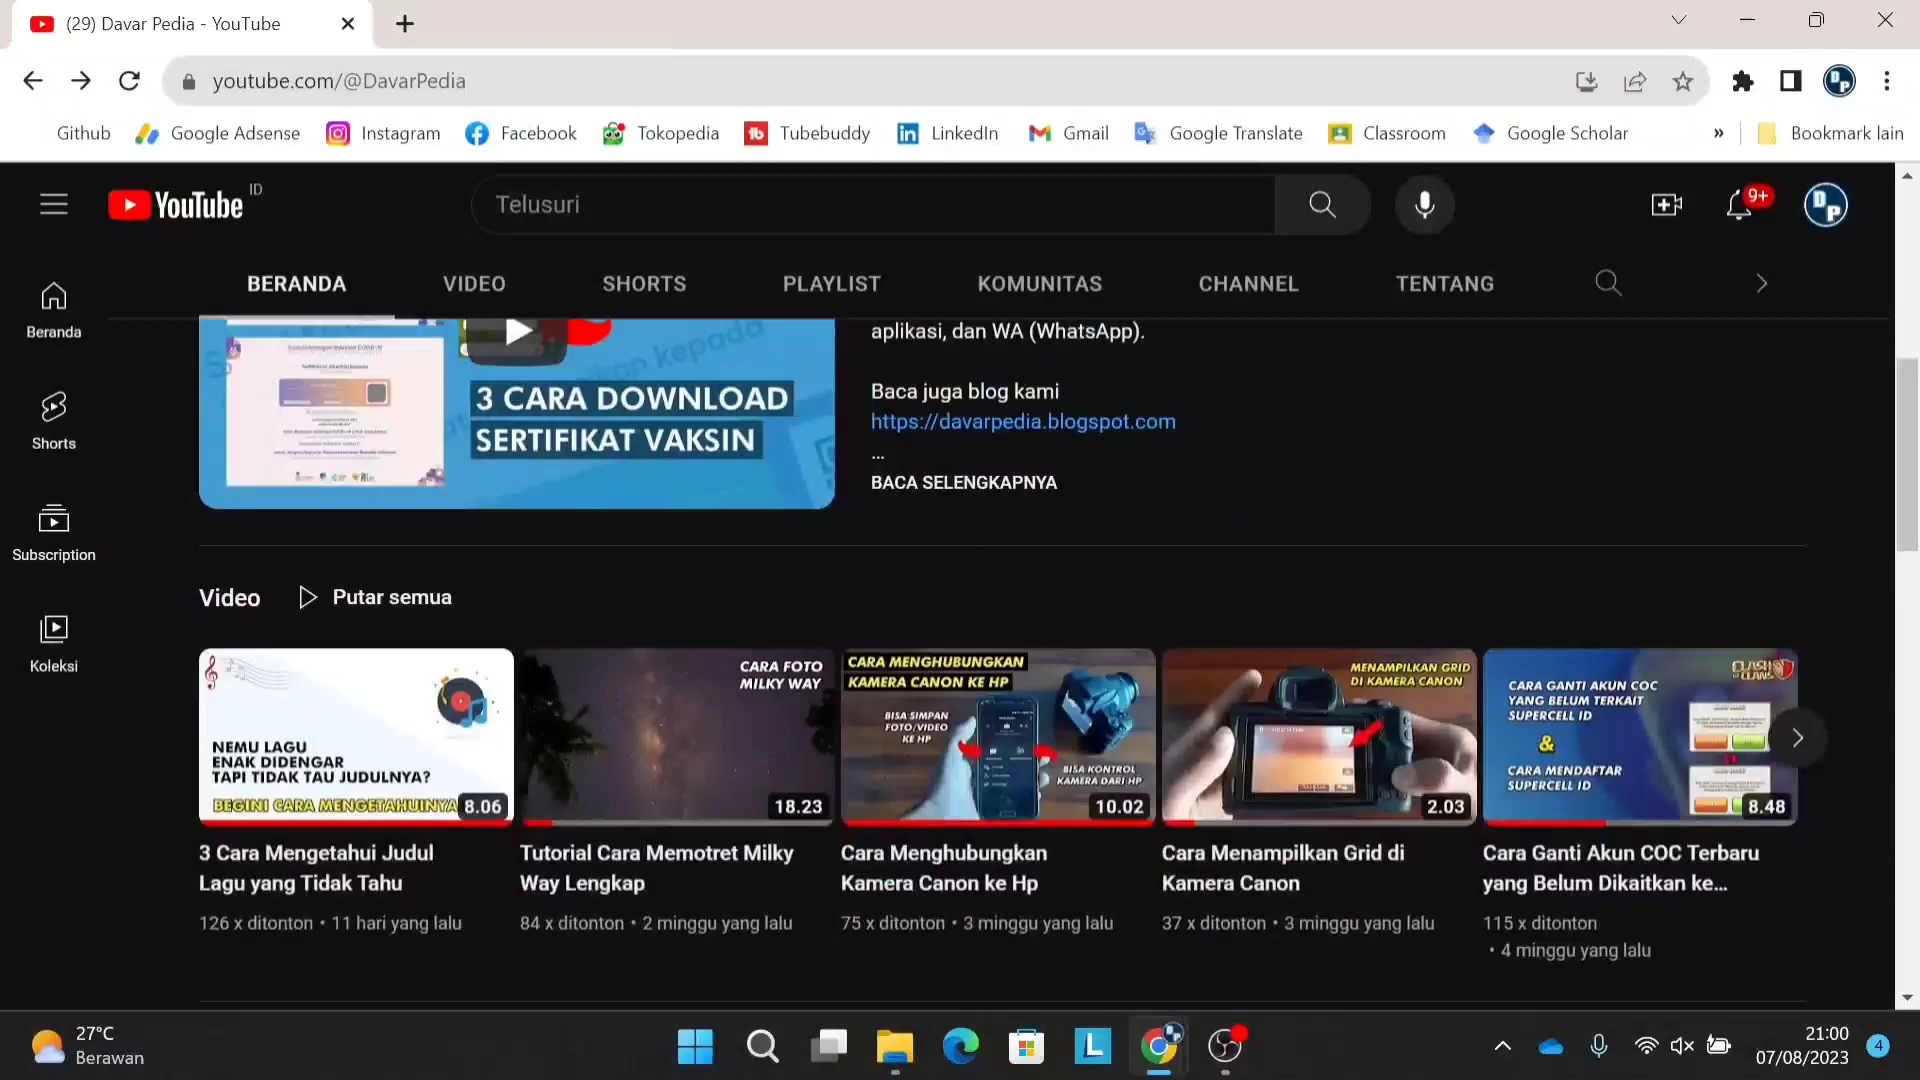 (29) Davar Pedia - YouTube
youtube.com/@DavarPedia
Github
Google Adsense
Instagram
Facebook
Tokopedia
Tubebuddy
LinkedIn
Gmail
Google Translate
Classroom
Google Scholar
»
Bookmark lain
YouTube ID
Telusuri
9+
BERANDA
VIDEO
SHORTS
PLAYLIST
KOMUNITAS
CHANNEL
TENTANG
Beranda
Shorts
Subscription
Koleksi
3 CARA DOWNLOAD
SERTIFIKAT VAKSIN
aplikasi, dan WA (WhatsApp).
Baca juga blog kami
https://davarpedia.blogspot.com
...
BACA SELENGKAPNYA
Video
Putar semua
NEMU LAGU
ENAK DIDENGAR
TAPI TIDAK TAU JUDULNYA?
BEGINI CARA MENGETAHUINYA
8.06
CARA FOTO
MILKY WAY
18.23
CARA MENGHUBUNGKAN
KAMERA CANON KE HP
BISA SIMPAN
FOTO/VIDEO
KE HP
BISA KONTROL
KAMERA DARI HP
10.02
MENAMPILKAN GRID
DI KAMERA CANON
2.03
CLASH OF CLANS
CARA GANTI AKUN COC
YANG BELUM TERKAIT
SUPERCELL ID
&
CARA MENDAFTAR
SUPERCELL ID
8.48
3 Cara Mengetahui Judul
Lagu yang Tidak Tahu
126 x ditonton • 11 hari yang lalu
Tutorial Cara Memotret Milky
Way Lengkap
84 x ditonton • 2 minggu yang lalu
Cara Menghubungkan
Kamera Canon ke Hp
75 x ditonton • 3 minggu yang lalu
Cara Menampilkan Grid di
Kamera Canon
37 x ditonton • 3 minggu yang lalu
Cara Ganti Akun COC Terbaru
yang Belum Dikaitkan ke...
115 x ditonton
• 4 minggu yang lalu
27°C
Berawan
21:00
07/08/2023
4